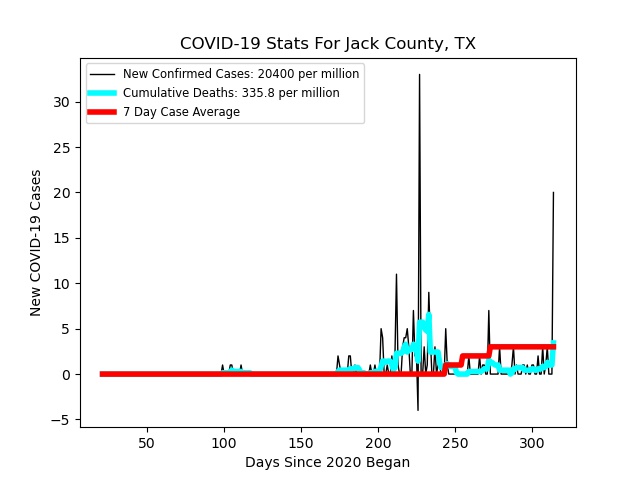 COVID-19 Stats For Jack County, TX
New Confirmed Cases: 20400 per million
Cumulative Deaths: 335.8 per million
7 Day Case Average
New COVID-19 Cases
30
25
20
15
10
5
0
−5
50 100 150 200 250 300
Days Since 2020 Began